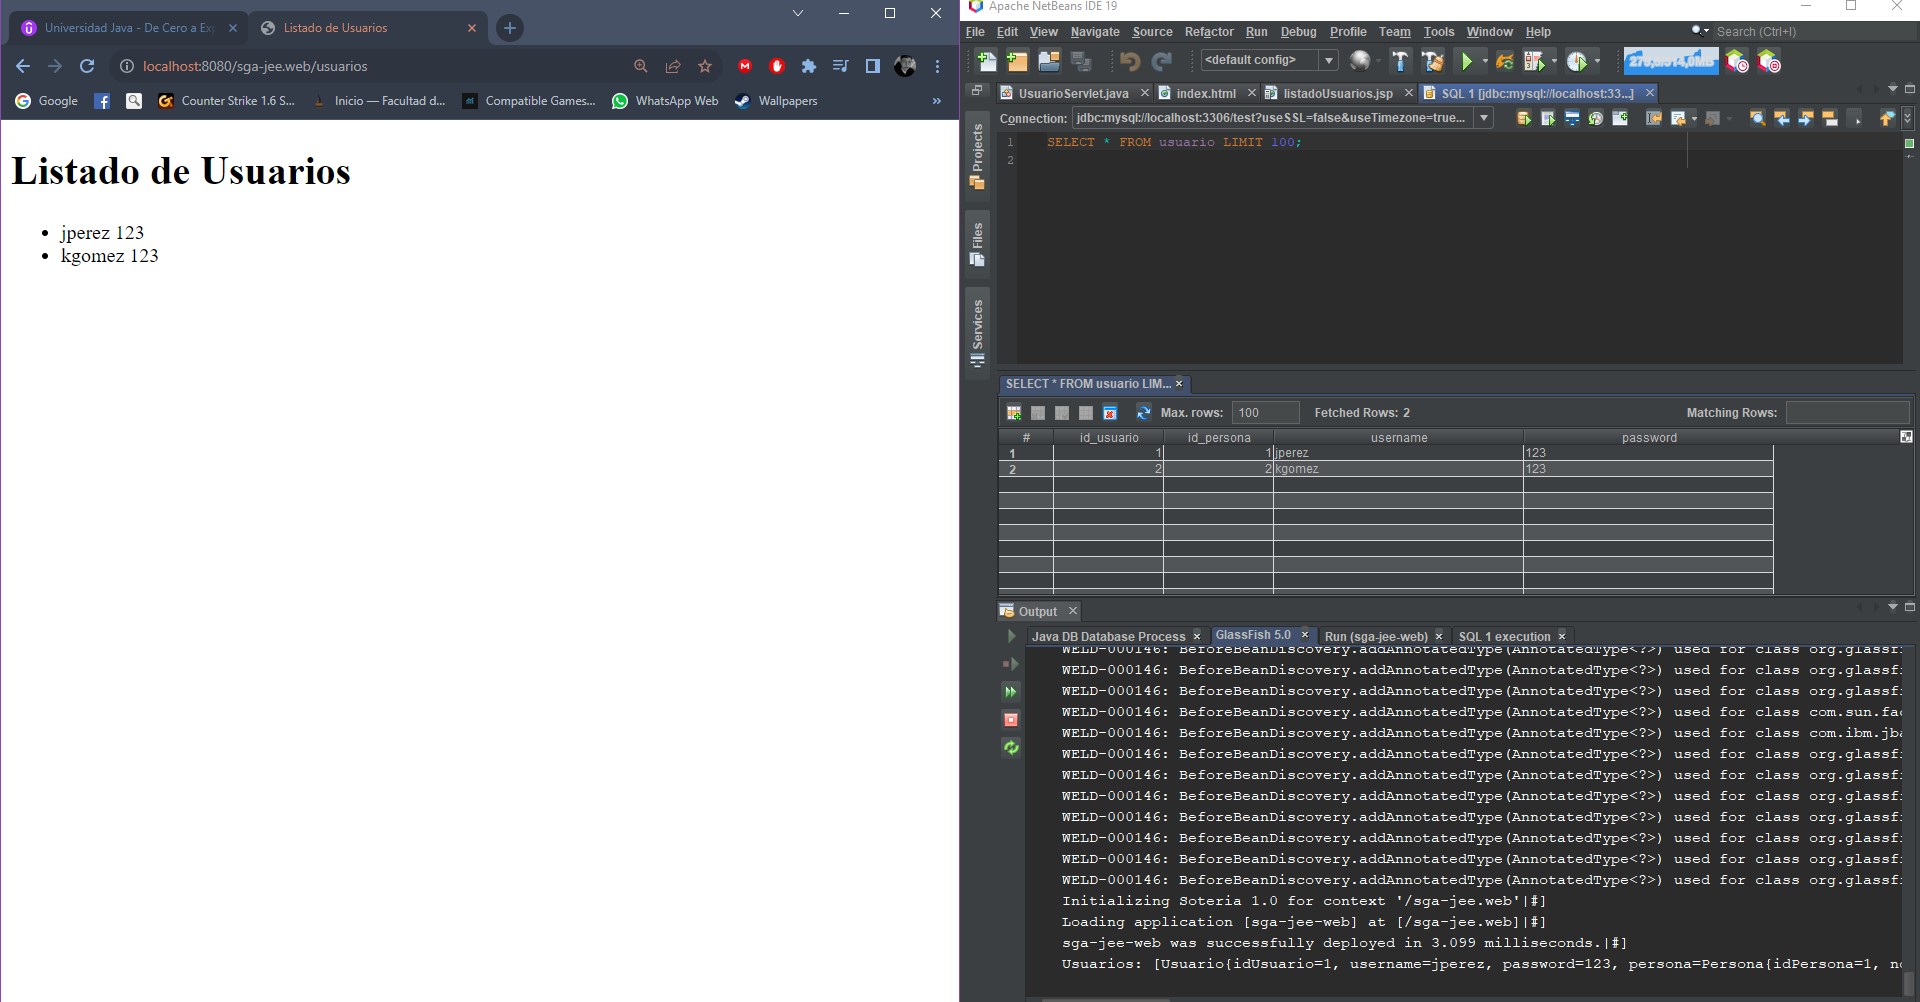 Universidad Java - De Cero a Ex
Listado de Usuarios
localhost:8080/sga-jee.web/usuarios
Google
Counter Strike 1.6 S...
Inicio — Facultad d...
Compatible Games...
WhatsApp Web
Wallpapers
»
Listado de Usuarios
• jperez 123
• kgomez 123
Apache NetBeans IDE 19
File Edit View Navigate Source Refactor Run Debug Profile Team Tools Window Help
Search (Ctrl+I)
<default config>
UsuarioServlet.java
index.html
listadoUsuarios.jsp
SQL 1 [jdbc:mysql://localhost:33...]
Connection: jdbc:mysql://localhost:3306/test?useSSL=false&useTimezone=true...
Projects
Files
Services
1 SELECT * FROM usuario LIMIT 100;
2
SELECT * FROM usuario LIM...
Max. rows: 100 Fetched Rows: 2 Matching Rows:
# id_usuario id_persona username password
1 1 1 jperez 123
2 2 2 kgomez 123
Output
Java DB Database Process
GlassFish 5.0
Run (sga-jee-web)
SQL 1 execution
WELD-000146: BeforeBeanDiscovery.addAnnotatedType(AnnotatedType<?>) used for class org.glassf
WELD-000146: BeforeBeanDiscovery.addAnnotatedType(AnnotatedType<?>) used for class org.glassf
WELD-000146: BeforeBeanDiscovery.addAnnotatedType(AnnotatedType<?>) used for class org.glassf
WELD-000146: BeforeBeanDiscovery.addAnnotatedType(AnnotatedType<?>) used for class com.sun.fa
WELD-000146: BeforeBeanDiscovery.addAnnotatedType(AnnotatedType<?>) used for class com.ibm.jb
WELD-000146: BeforeBeanDiscovery.addAnnotatedType(AnnotatedType<?>) used for class org.glassf
WELD-000146: BeforeBeanDiscovery.addAnnotatedType(AnnotatedType<?>) used for class org.glassf
WELD-000146: BeforeBeanDiscovery.addAnnotatedType(AnnotatedType<?>) used for class org.glassf
WELD-000146: BeforeBeanDiscovery.addAnnotatedType(AnnotatedType<?>) used for class org.glassf
WELD-000146: BeforeBeanDiscovery.addAnnotatedType(AnnotatedType<?>) used for class org.glassf
WELD-000146: BeforeBeanDiscovery.addAnnotatedType(AnnotatedType<?>) used for class org.glassf
WELD-000146: BeforeBeanDiscovery.addAnnotatedType(AnnotatedType<?>) used for class org.glassf
Initializing Soteria 1.0 for context '/sga-jee.web'|#]
Loading application [sga-jee-web] at [/sga-jee.web]|#]
sga-jee-web was successfully deployed in 3.099 milliseconds.|#]
Usuarios: [Usuario{idUsuario=1, username=jperez, password=123, persona=Persona{idPersona=1, n